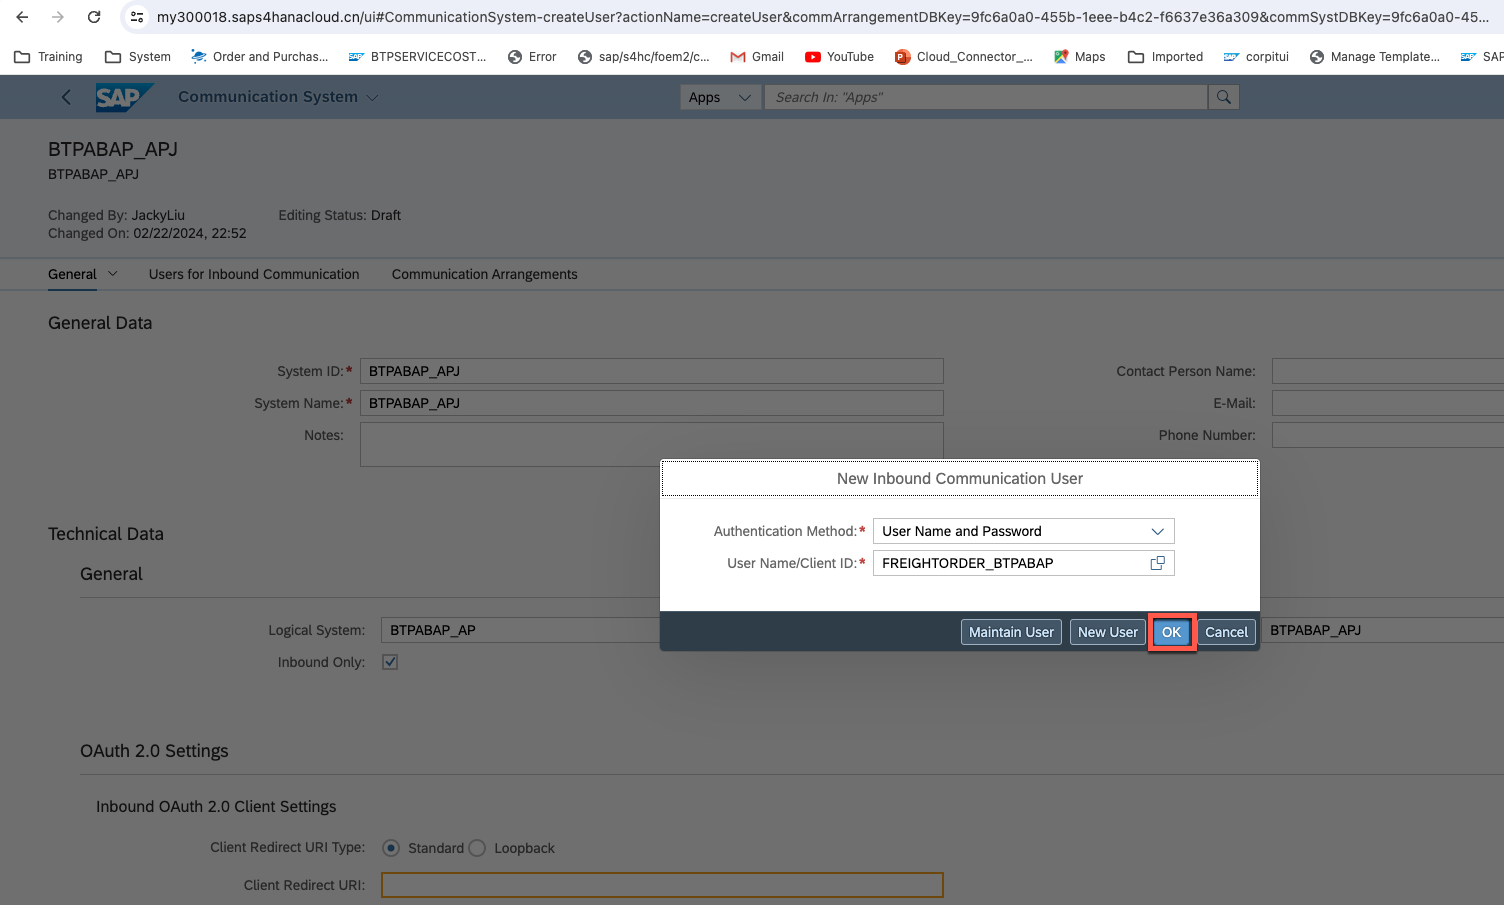 my300018.saps4hanacloud.cn/ui#CommunicationSystem-createUser?actionName=createUser&commArrangementDBKey=9fc6a0a0-455b-1eee-b4c2-f6637e36a309&commSystDBKey=9fc6a0a0-45...
Training System Order and Purchas... BTPSERVICECOST... Error sap/s4hc/foem2/c... Gmail YouTube Cloud_Connector_... Maps Imported corpitui Manage Template... SAP
SAP Communication System Apps Search In: "Apps"
BTPABAP_APJ
BTPABAP_APJ
Changed By: JackyLiu Editing Status: Draft
Changed On: 02/22/2024, 22:52
General Users for Inbound Communication Communication Arrangements
General Data
System ID:* BTPABAP_APJ Contact Person Name:
System Name:* BTPABAP_APJ E-Mail:
Notes: Phone Number:
New Inbound Communication User
Authentication Method:* User Name and Password
User Name/Client ID:* FREIGHTORDER_BTPABAP
Maintain User New User OK Cancel
Technical Data
General
Logical System: BTPABAP_AP BTPABAP_APJ
Inbound Only:
OAuth 2.0 Settings
Inbound OAuth 2.0 Client Settings
Client Redirect URI Type: Standard Loopback
Client Redirect URI: